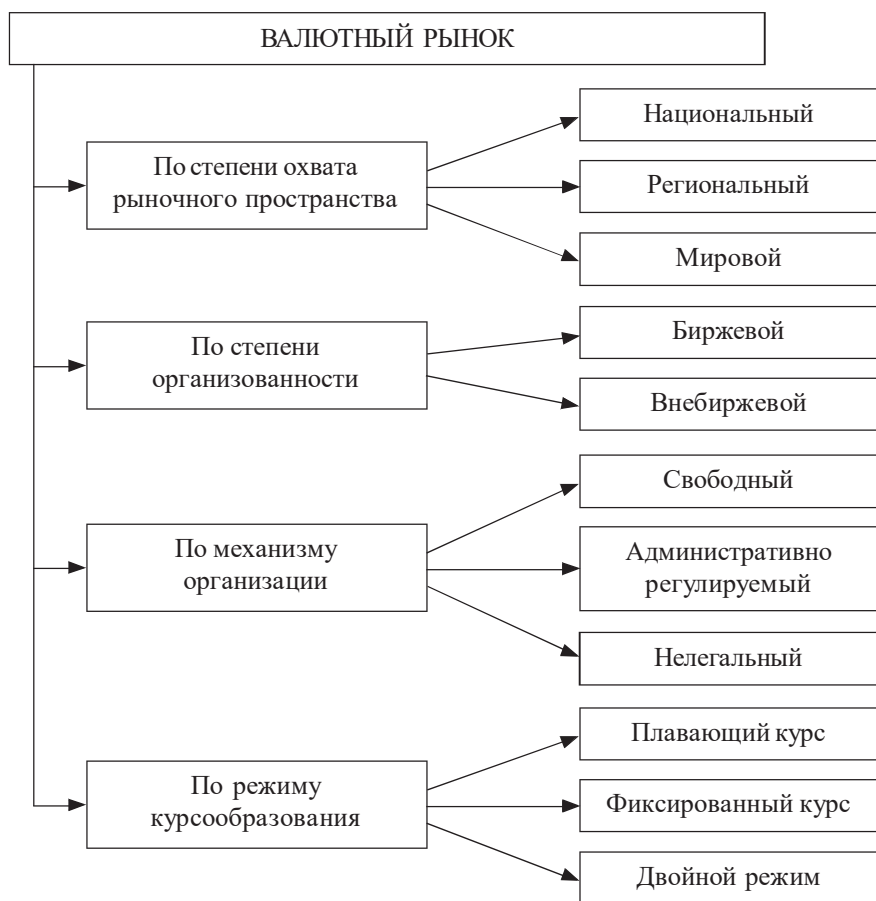 ВАЛЮТНЫЙ РЫНОК
По степени охвата
рыночного пространства
Национальный
Региональный
Мировой
По степени
организованности
Биржевой
Внебиржевой
По механизму
организации
Свободный
Административно
регулируемый
Нелегальный
По режиму
курсообразования
Плавающий курс
Фиксированный курс
Двойной режим